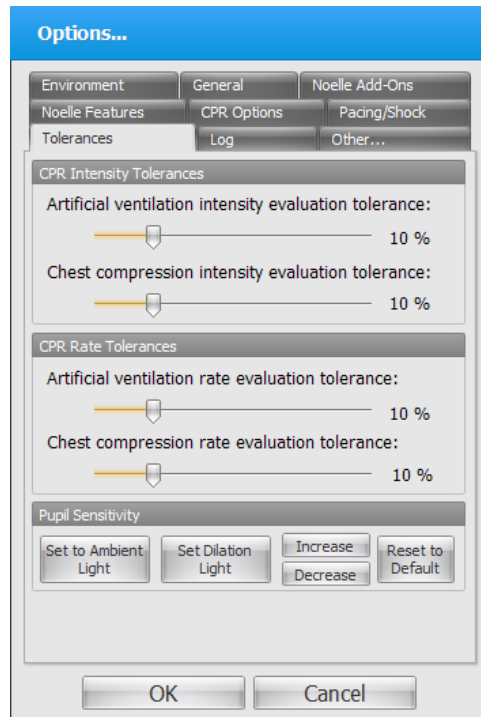 Options...
Environment
General
Noelle Add-Ons
Noelle Features
CPR Options
Pacing/Shock
Tolerances
Log
Other...
CPR Intensity Tolerances
Artificial ventilation intensity evaluation tolerance:
10 %
Chest compression intensity evaluation tolerance:
10 %
CPR Rate Tolerances
Artificial ventilation rate evaluation tolerance:
10 %
Chest compression rate evaluation tolerance:
10 %
Pupil Sensitivity
Set to Ambient
Light
Set Dilation
Light
Increase
Decrease
Reset to
Default
OK
Cancel